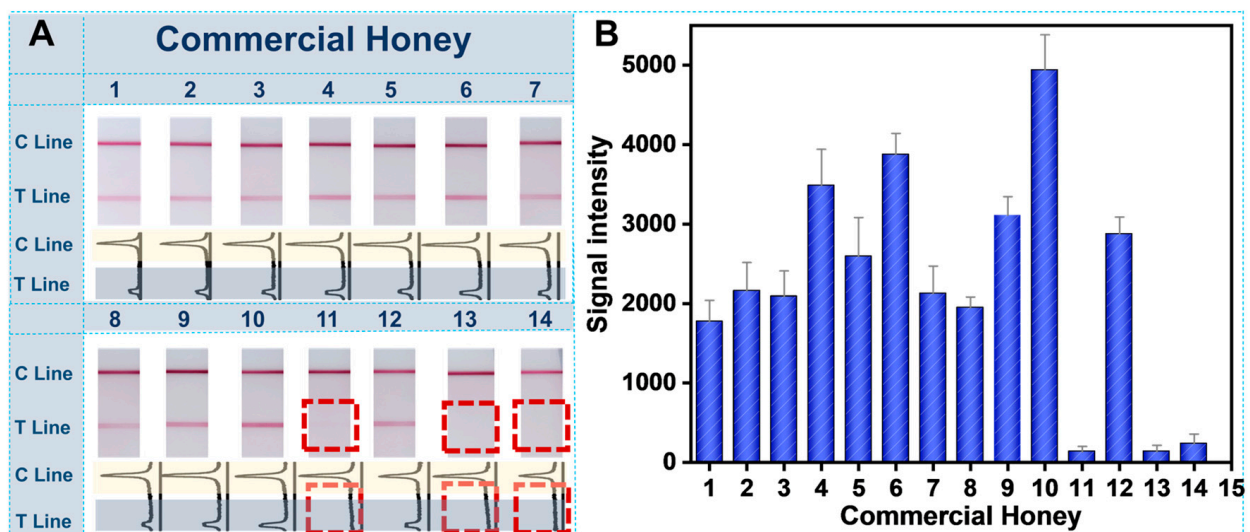 A
Commercial Honey
1 2 3 4 5 6 7
C Line
T Line
C Line
T Line
8 9 10 11 12 13 14
C Line
T Line
C Line
T Line
B
Signal intensity
5000
4000
3000
2000
1000
0
1 2 3 4 5 6 7 8 9 10 11 12 13 14 15
Commercial Honey